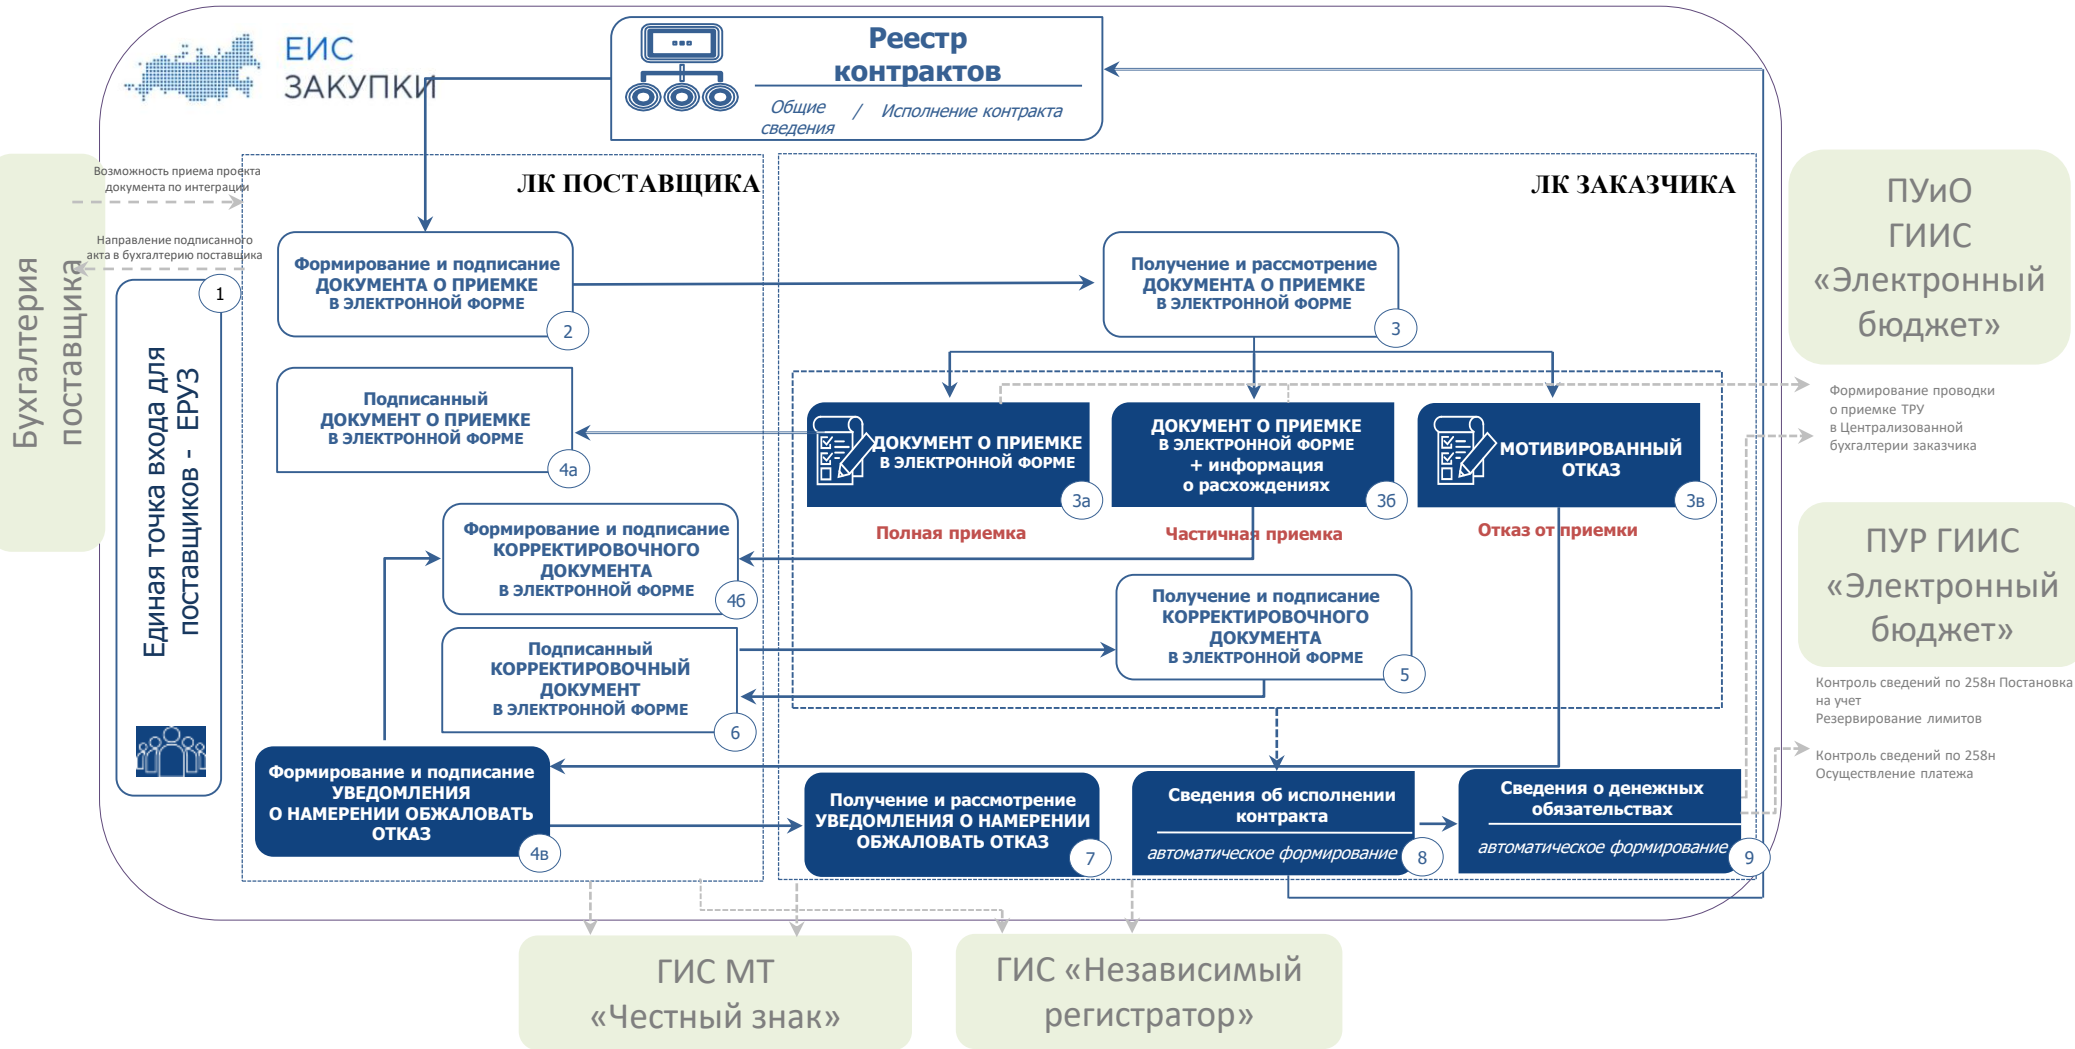 ЕИС
ЗАКУПКИ
Реестр
контрактов
Общие
сведения
/
Исполнение контракта
Возможность приема проекта
документа по интеграции
Направление подписанного
акта в бухгалтерию поставщика
Бухгалтерия
поставщика
1
Единая точка входа для
поставщиков - ЕРУЗ
ЛК ПОСТАВЩИКА
Формирование и подписание
ДОКУМЕНТА О ПРИЕМКЕ
В ЭЛЕКТРОННОЙ ФОРМЕ
2
Подписанный
ДОКУМЕНТ О ПРИЕМКЕ
В ЭЛЕКТРОННОЙ ФОРМЕ
4а
Формирование и подписание
КОРРЕКТИРОВОЧНОГО
ДОКУМЕНТА
В ЭЛЕКТРОННОЙ ФОРМЕ
4б
Подписанный
КОРРЕКТИРОВОЧНЫЙ
ДОКУМЕНТ
В ЭЛЕКТРОННОЙ ФОРМЕ
6
Формирование и подписание
УВЕДОМЛЕНИЯ
О НАМЕРЕНИИ ОБЖАЛОВАТЬ
ОТКАЗ
4в
ЛК ЗАКАЗЧИКА
Получение и рассмотрение
ДОКУМЕНТА О ПРИЕМКЕ
В ЭЛЕКТРОННОЙ ФОРМЕ
3
ДОКУМЕНТ О ПРИЕМКЕ
В ЭЛЕКТРОННОЙ ФОРМЕ
3а
Полная приемка
ДОКУМЕНТ О ПРИЕМКЕ
В ЭЛЕКТРОННОЙ ФОРМЕ
+ информация
о расхождениях
3б
Частичная приемка
МОТИВИРОВАННЫЙ
ОТКАЗ
3в
Отказ от приемки
Получение и подписание
КОРРЕКТИРОВОЧНОГО
ДОКУМЕНТА
В ЭЛЕКТРОННОЙ ФОРМЕ
5
Получение и рассмотрение
УВЕДОМЛЕНИЯ О НАМЕРЕНИИ
ОБЖАЛОВАТЬ ОТКАЗ
7
Сведения об исполнении
контракта
автоматическое формирование
8
Сведения о денежных
обязательствах
автоматическое формирование
9
ПУиО
ГИИС
«Электронный
бюджет»
Формирование проводки
о приемке ТРУ
в Централизованной
бухгалтерии заказчика
ПУР ГИИС
«Электронный
бюджет»
Контроль сведений по 258н Постановка
на учет
Резервирование лимитов
Контроль сведений по 258н
Осуществление платежа
ГИС МТ
«Честный знак»
ГИС «Независимый
регистратор»